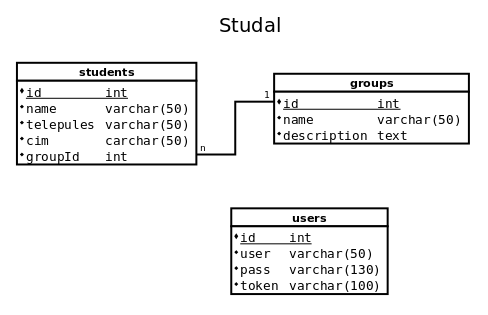 Studal
students
id int
name varchar(50)
telepules varchar(50)
cim carchar(50)
groupId int
1
n
groups
id int
name varchar(50)
description text
users
id int
user varchar(50)
pass varchar(130)
token varchar(100)